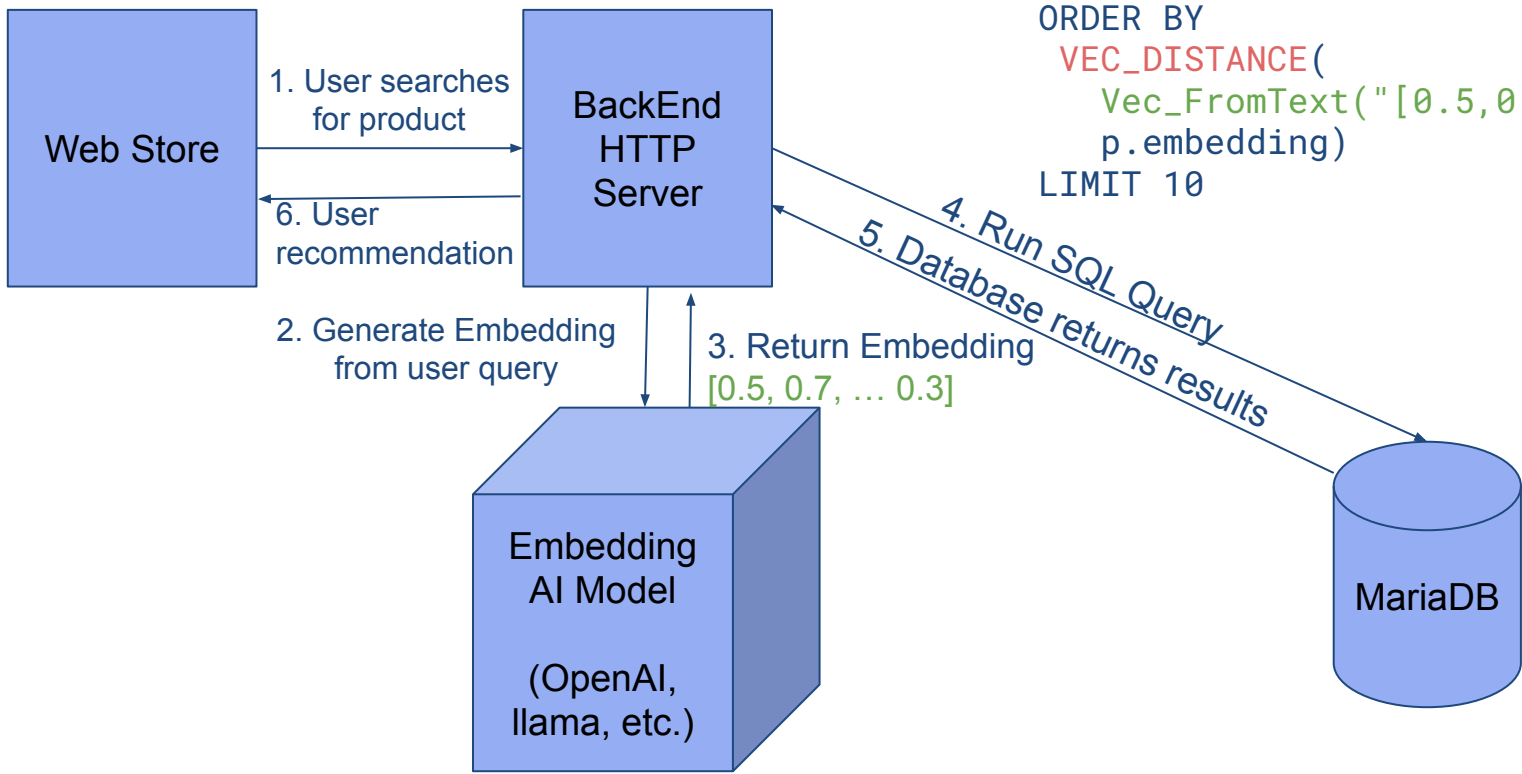 Web Store
1. User searches
for product
6. User
recommendation
BackEnd
HTTP
Server
ORDER BY
VEC_DISTANCE(
Vec_FromText("[0.5,0
p.embedding)
LIMIT 10
4. Run SQL Query
5. Database returns results
2. Generate Embedding
from user query
3. Return Embedding
[0.5, 0.7, … 0.3]
Embedding
AI Model
(OpenAI,
llama, etc.)
MariaDB